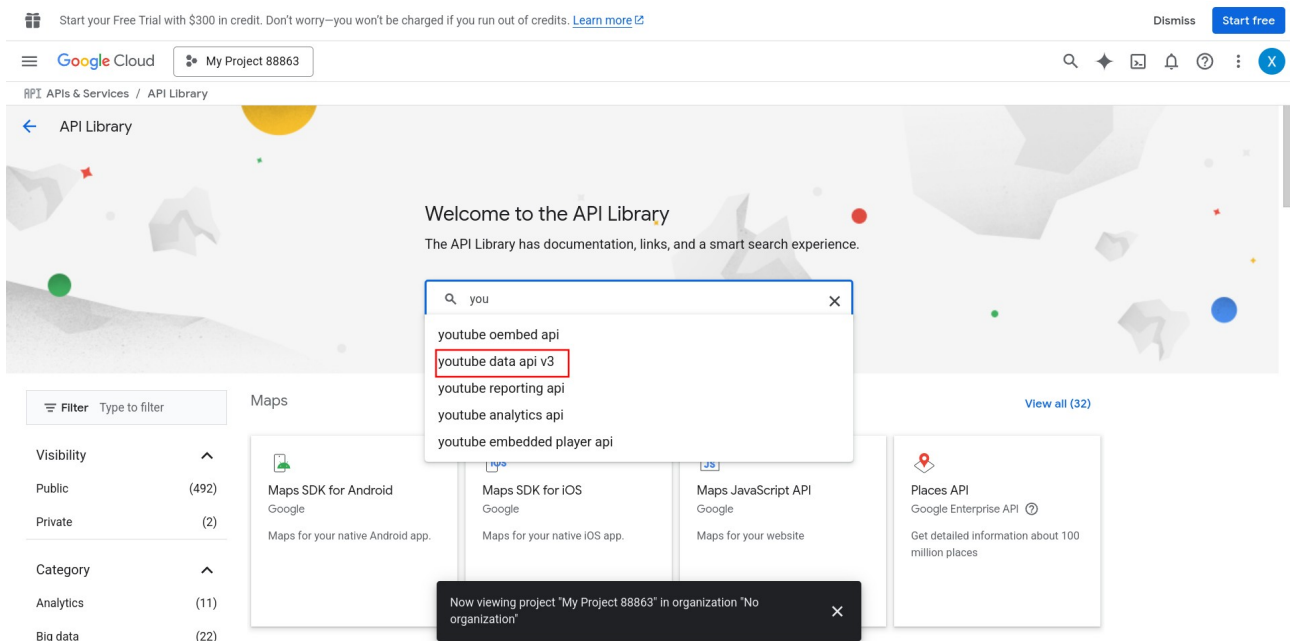 Start your Free Trial with $300 in credit. Don't worry—you won't be charged if you run out of credits. Learn more
Dismiss
Start free
Google Cloud
My Project 88863
X
API APIs & Services / API Library
API Library
Welcome to the API Library
The API Library has documentation, links, and a smart search experience.
you
youtube oembed api
youtube data api v3
youtube reporting api
youtube analytics api
youtube embedded player api
Filter Type to filter
Visibility
Public (492)
Private (2)
Category
Analytics (11)
Big data (22)
Maps
View all (32)
Maps SDK for Android
Google
Maps for your native Android app.
iOS
Maps SDK for iOS
Google
Maps for your native iOS app.
JS
Maps JavaScript API
Google
Maps for your website
Places API
Google Enterprise API
Get detailed information about 100
million places
Now viewing project "My Project 88863" in organization "No
organization"